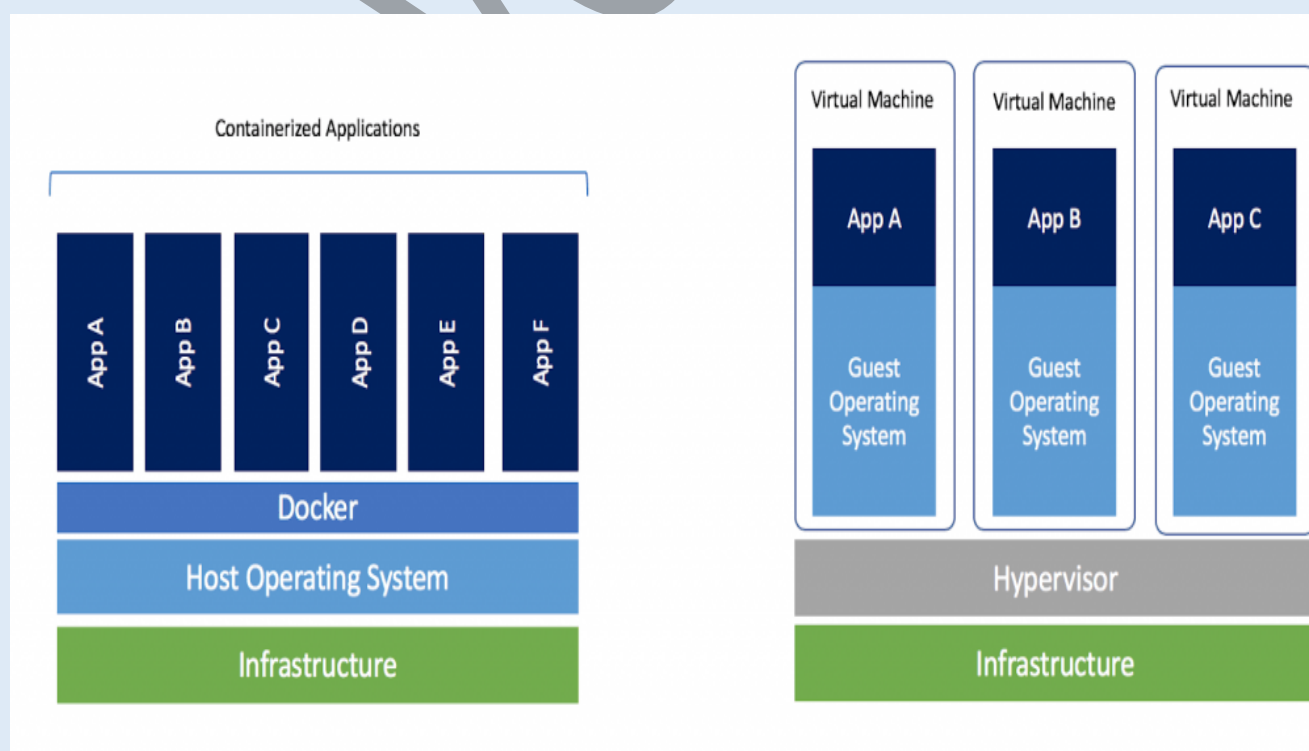 Containerized Applications
App A
App B
App C
App D
App E
App F
Docker
Host Operating System
Infrastructure
Virtual Machine
App A
Guest
Operating
System
Virtual Machine
App B
Guest
Operating
System
Virtual Machine
App C
Guest
Operating
System
Hypervisor
Infrastructure